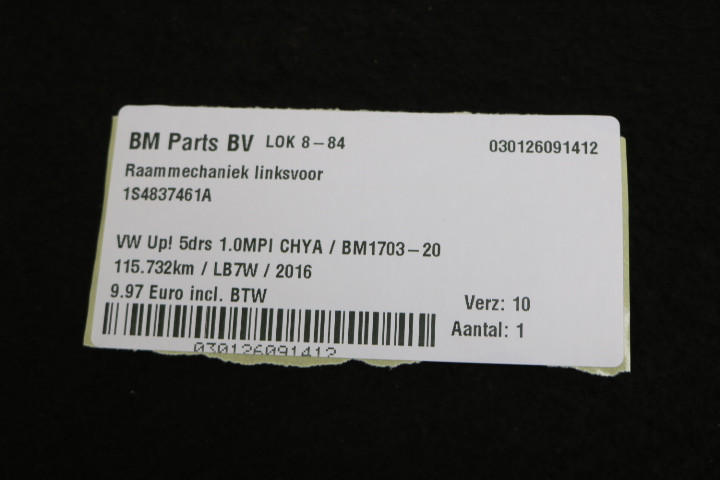 BM Parts BV LOK 8-84 030126091412
Raammechaniek linksvoor
1S4837461A
VW Up! 5drs 1.0MPI CHYA / BM1703-20
115.732km / LB7W / 2016
9.97 Euro incl. BTW
Verz: 10
Aantal: 1
030126091412